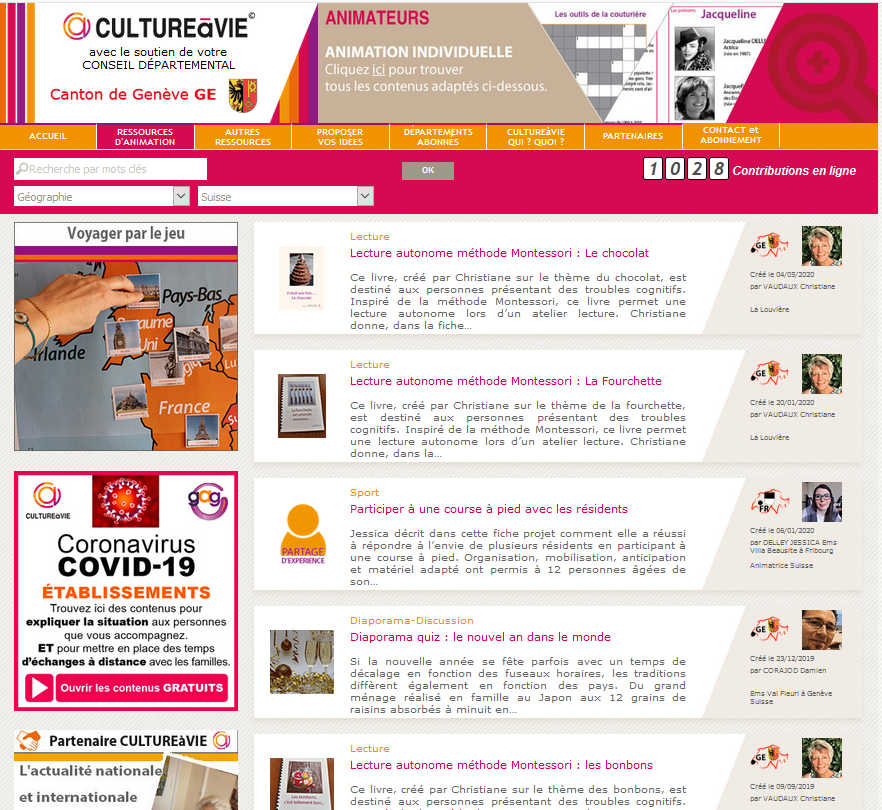 CULTUREàVIE©
avec le soutien de votre
CONSEIL DÉPARTEMENTAL
Canton de Genève GE
ANIMATEURS
ANIMATION INDIVIDUELLE
Cliquez ici pour trouver
tous les contenus adaptés ci-dessous.
Les outils de la couturière
Les prénoms
Jacqueline
Actrice
ACCUEIL
RESSOURCES
D'ANIMATION
AUTRES
RESSOURCES
PROPOSER
VOS IDEES
DÉPARTEMENTS
ABONNES
CULTUREàVIE
QUI ? QUOI ?
PARTENAIRES
CONTACT et
ABONNEMENT
Recherche par mots clés
OK
1028 Contributions en ligne
Géographie
Suisse
Voyager par le jeu
Pays-Bas
Royaume
Uni
Irlande
France
Lecture
Lecture autonome méthode Montessori : Le chocolat
Ce livre, créé par Christiane sur le thème du chocolat, est
destiné aux personnes présentant des troubles cognitifs.
Inspiré de la méthode Montessori, ce livre permet une
lecture autonome lors d'un atelier lecture. Christiane
donne, dans la fiche...
GE
Créé le 04/05/2020
par VAUDAUX Christiane
La Louvière
Lecture
Lecture autonome méthode Montessori : La Fourchette
Ce livre, créé par Christiane sur le thème de la fourchette,
est destiné aux personnes présentant des troubles
cognitifs. Inspiré de la méthode Montessori, ce livre permet
une lecture autonome lors d'un atelier lecture. Christiane
donne, dans la...
GE
Créé le 20/01/2020
par VAUDAUX Christiane
La Louvière
CULTUREàVIE
gag
Coronavirus
COVID-19
ÉTABLISSEMENTS
Trouvez ici des contenus pour
expliquer la situation aux personnes
que vous accompagnez.
ET pour mettre en place des temps
d'échanges à distance avec les familles.
Ouvrir les contenus GRATUITS
PARTAGE
D'EXPERIENCE
Sport
Participer à une course à pied avec les résidents
Jessica décrit dans cette fiche projet comment elle a réussi
à répondre à l'envie de plusieurs résidents en participant à
une course à pied. Organisation, mobilisation, anticipation
et matériel adapté ont permis à 12 personnes âgées de
son...
FR
Créé le 06/01/2020
par DELLEY JESSICA Ems
Villa Beausite à Fribourg
Animatrice Suisse
Diaporama-Discussion
Diaporama quiz : le nouvel an dans le monde
Si la nouvelle année se fête parfois avec un temps de
décalage en fonction des fuseaux horaires, les traditions
diffèrent également en fonction des pays. Du grand
ménage réalisé en famille au Japon aux 12 grains de
raisins absorbés à minuit en...
GE
Créé le 23/12/2019
par CORAJOD Damien
Ems Val Fleuri à Genève
Suisse
Partenaire CULTUREàVIE
L'actualité nationale
et internationale
Lecture
Lecture autonome méthode Montessori : les bonbons
Ce livre, créé par Christiane sur le thème des bonbons, est
destiné aux personnes présentant des troubles cognitifs.
GE
Créé le 09/09/2019
par VAUDAUX Christiane